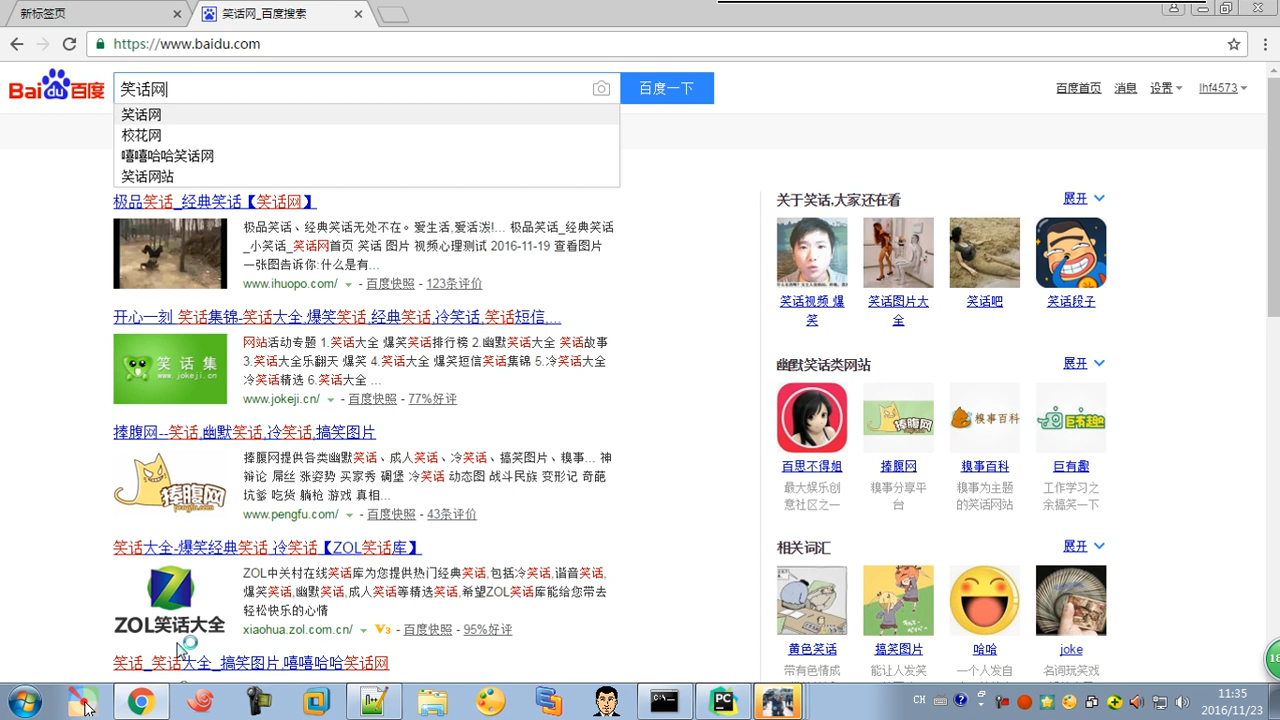 新标签页
笑话网_百度搜索
https://www.baidu.com
Bai du 百度
笑话网
百度一下
百度首页 消息 设置 lhf4573
笑话网
校花网
嘻嘻哈哈笑话网
笑话网站
极品笑话_经典笑话【笑话网】
极品笑话、经典笑话无处不在。爱生活,爱活泼!... 极品笑话_经典笑话
_小笑话_笑话网首页 笑话 图片 视频心理测试 2016-11-19 查看图片
一张图告诉你:什么是有...
www.ihuopo.com/ - 百度快照 - 123条评价
开心一刻 笑话集锦-笑话大全,爆笑笑话,经典笑话,冷笑话,笑话短信,...
笑话集
www.jokeji.cn
网站活动专题 1.笑话大全 爆笑笑话排行榜 2.幽默笑话大全 笑话故事
3.笑话大全乐翻天 爆笑 4.笑话大全 爆笑短信笑话集锦 5.冷笑话大全
冷笑话精选 6.笑话大全 ...
www.jokeji.cn/ - 百度快照 - 77%好评
捧腹网--笑话,幽默笑话,冷笑话,搞笑图片
捧腹网
pengfu.com
捧腹网提供各类幽默笑话、成人笑话、冷笑话、搞笑图片、糗事... 神
辩论 屌丝 涨姿势 买家秀 碉堡 冷笑话 动态图 战斗民族 变形记 奇葩
坑爹 吃货 躺枪 游戏 真相...
www.pengfu.com/ - 百度快照 - 43条评价
笑话大全-爆笑经典笑话 冷笑话【ZOL笑话库】
ZOL笑话大全
ZOL中关村在线笑话库为您提供热门经典笑话,包括冷笑话,谐音笑话,
爆笑笑话,幽默笑话,成人笑话等精选笑话,希望ZOL笑话库能给您带去
轻松快乐的心情
xiaohua.zol.com.cn/ V3 - 百度快照 - 95%好评
笑话_笑话大全_搞笑图片,嘻嘻哈哈笑话网
关于笑话,大家还在看 展开
笑话视频 爆笑
笑话图片大全
笑话吧
笑话段子
幽默笑话类网站 展开
捧腹网
糗事百科
巨有趣
百思不得姐
捧腹网
糗事百科
巨有趣
最大娱乐创意社区之一
糗事分享平台
糗事为主题的笑话网站
工作学习之余搞笑一下
相关词汇 展开
黄色笑话
搞笑图片
哈哈
joke
带有色情成
能让人发笑
一个人发自
名词玩笑戏
18
CH
11:35
2016/11/23